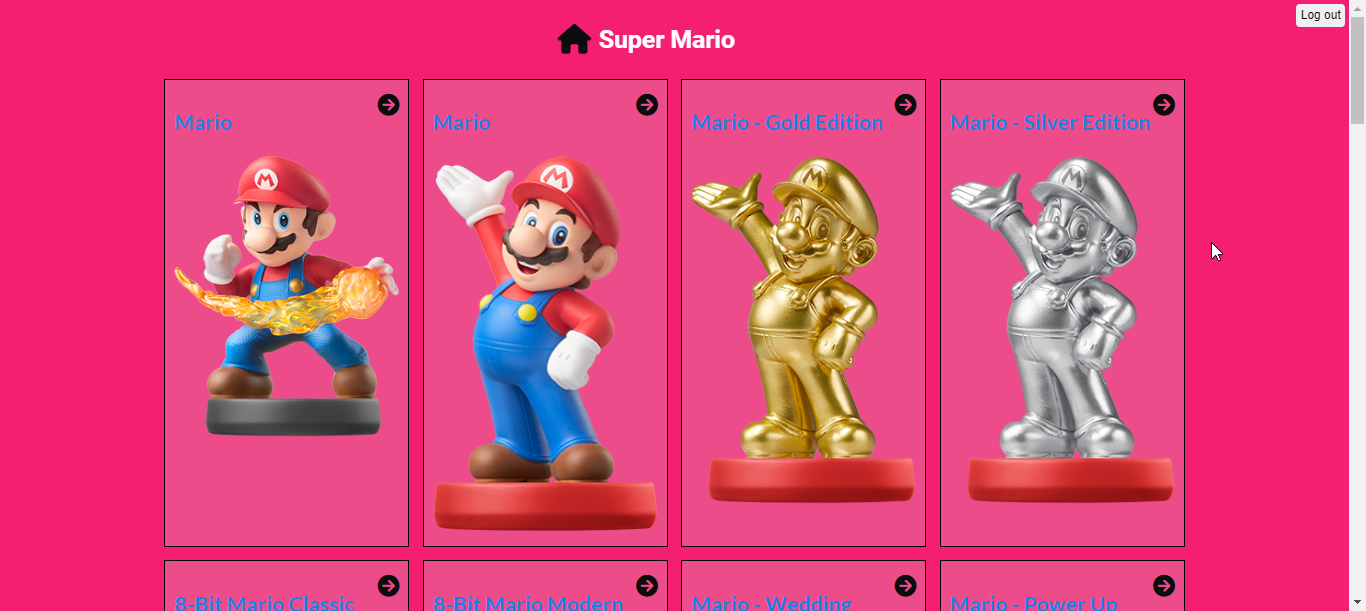 Log out
Super Mario
Mario
Mario
Mario - Gold Edition
Mario - Silver Edition
M
M
M
M
8-Bit Mario Classic
8-Bit Mario Modern
Mario - Wedding
Mario - Power Up